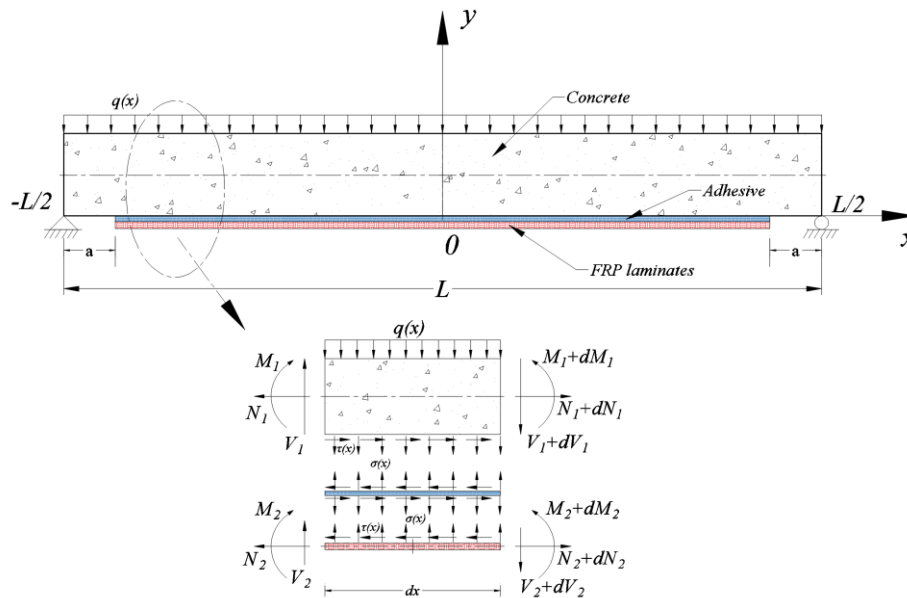 y
q(x)
Concrete
Adhesive
-L/2
L/2
x
a
0
a
FRP laminates
L
q(x)
M₁
M₁+dM₁
N₁
N₁+dN₁
V₁
τ(x)
V₁+dV₁
σ(x)
M₂
M₂+dM₂
τ(x)
σ(x)
N₂
N₂+dN₂
V₂
dx
V₂+dV₂